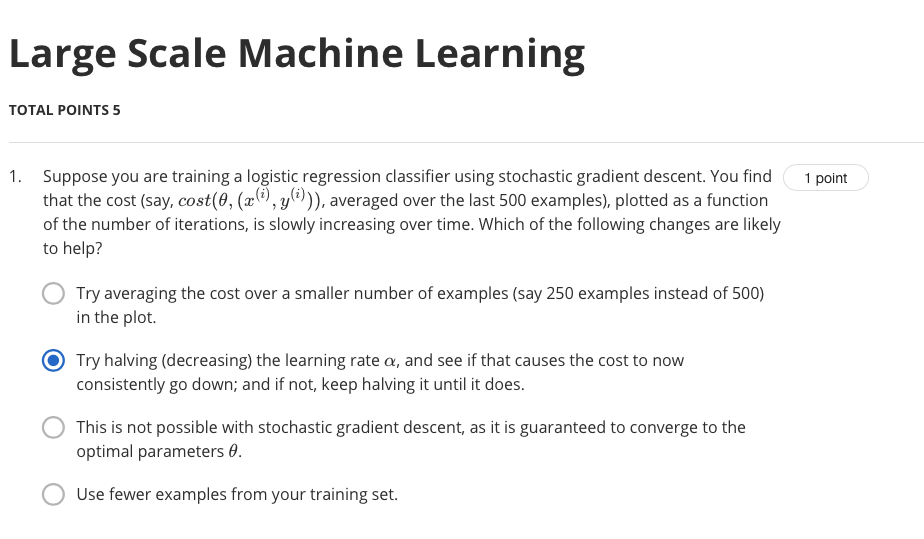 Large Scale Machine Learning
TOTAL POINTS 5
1. Suppose you are training a logistic regression classifier using stochastic gradient descent. You find
1 point
that the cost (say, cost(θ, (x^(i), y^(i))), averaged over the last 500 examples), plotted as a function
of the number of iterations, is slowly increasing over time. Which of the following changes are likely
to help?
Try averaging the cost over a smaller number of examples (say 250 examples instead of 500)
in the plot.
Try halving (decreasing) the learning rate α, and see if that causes the cost to now
consistently go down; and if not, keep halving it until it does.
This is not possible with stochastic gradient descent, as it is guaranteed to converge to the
optimal parameters θ.
Use fewer examples from your training set.